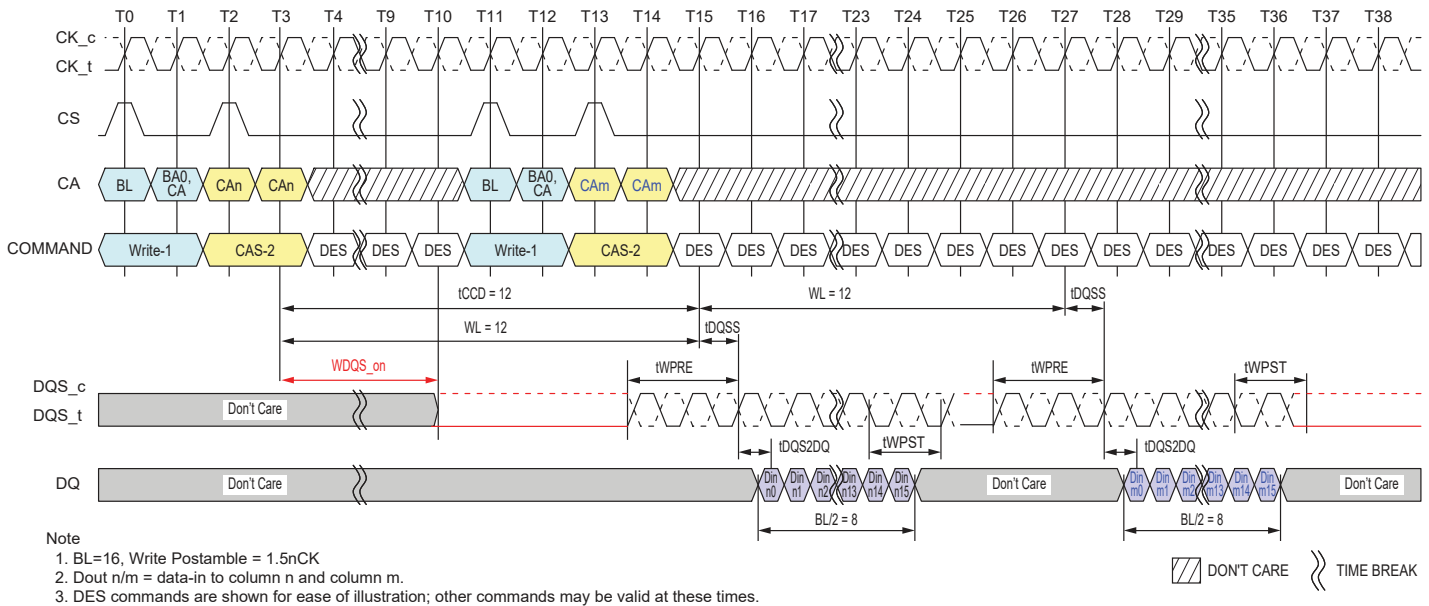 T0 T1 T2 T3 T4 T9 T10 T11 T12 T13 T14 T15 T16 T17 T23 T24 T25 T26 T27 T28 T29 T35 T36 T37 T38
CK_c
CK_t
CS
CA BL BA0, CA CAn CAn BL BA0, CA CAm CAm
COMMAND Write-1 CAS-2 DES DES DES Write-1 CAS-2 DES DES DES DES DES DES DES DES DES DES DES DES DES DES
tCCD = 12 WL = 12 tDQSS
WL = 12 tDQSS
WDQS_on tWPRE tWPRE tWPST
DQS_c
DQS_t Don't Care
tDQS2DQ tWPST tDQS2DQ
DQ Don't Care Din n0 Din n1 Din n2 Din n13 Din n14 Din n15 Don't Care Din m0 Din m1 Din m2 Din m13 Din m14 Din m15 Don't Care
BL/2 = 8 BL/2 = 8
Note
1. BL=16, Write Postamble = 1.5nCK
2. Dout n/m = data-in to column n and column m.
3. DES commands are shown for ease of illustration; other commands may be valid at these times.
DON'T CARE TIME BREAK